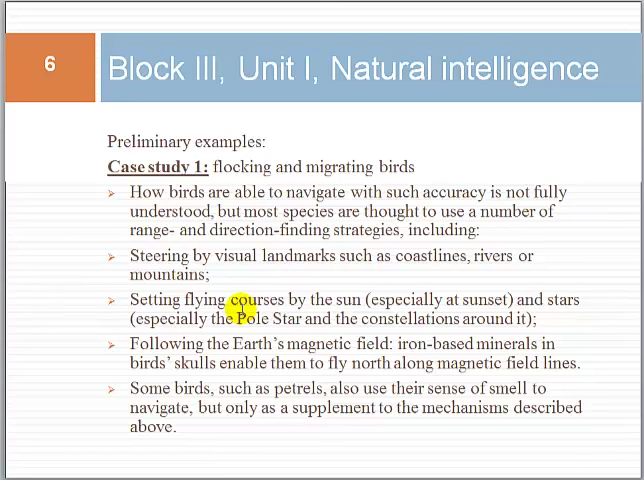 6
Block III, Unit I, Natural intelligence
Preliminary examples:
Case study 1: flocking and migrating birds
How birds are able to navigate with such accuracy is not fully
understood, but most species are thought to use a number of
range- and direction-finding strategies, including:
Steering by visual landmarks such as coastlines, rivers or
mountains;
Setting flying courses by the sun (especially at sunset) and stars
(especially the Pole Star and the constellations around it);
Following the Earth's magnetic field: iron-based minerals in
birds' skulls enable them to fly north along magnetic field lines.
Some birds, such as petrels, also use their sense of smell to
navigate, but only as a supplement to the mechanisms described
above.